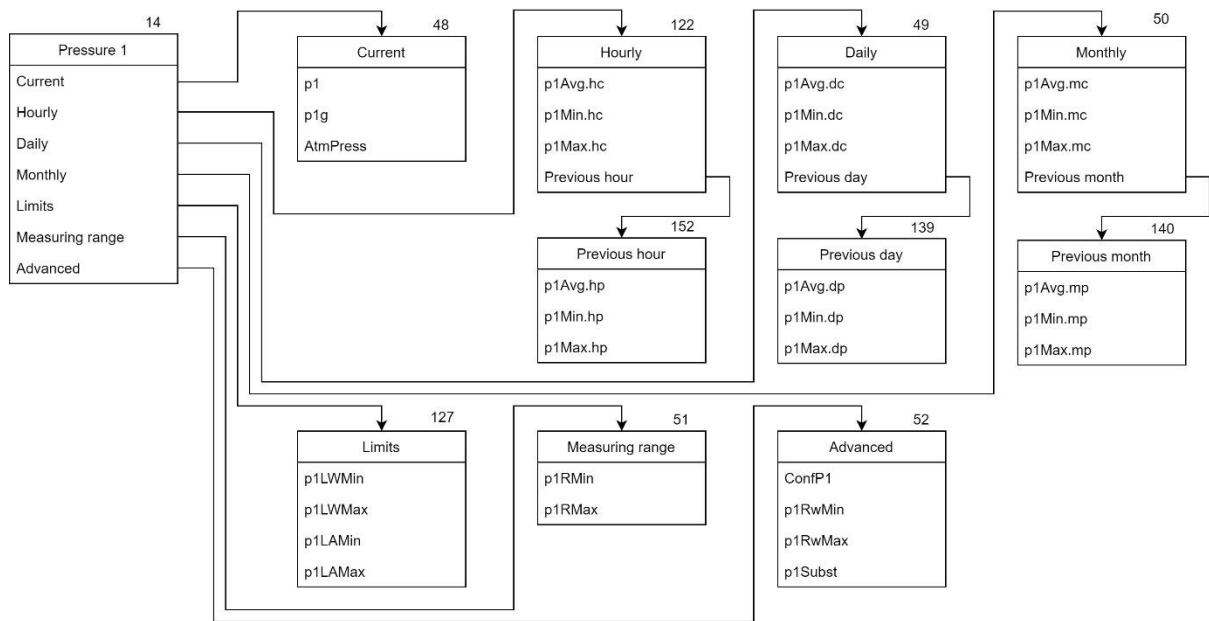 14
Pressure 1
Current
Hourly
Daily
Monthly
Limits
Measuring range
Advanced
48
Current
p1
p1g
AtmPress
122
Hourly
p1Avg.hc
p1Min.hc
p1Max.hc
Previous hour
49
Daily
p1Avg.dc
p1Min.dc
p1Max.dc
Previous day
50
Monthly
p1Avg.mc
p1Min.mc
p1Max.mc
Previous month
152
Previous hour
p1Avg.hp
p1Min.hp
p1Max.hp
139
Previous day
p1Avg.dp
p1Min.dp
p1Max.dp
140
Previous month
p1Avg.mp
p1Min.mp
p1Max.mp
127
Limits
p1LWMin
p1LWMax
p1LAMin
p1LAMax
51
Measuring range
p1RMin
p1RMax
52
Advanced
ConfP1
p1RwMin
p1RwMax
p1Subst